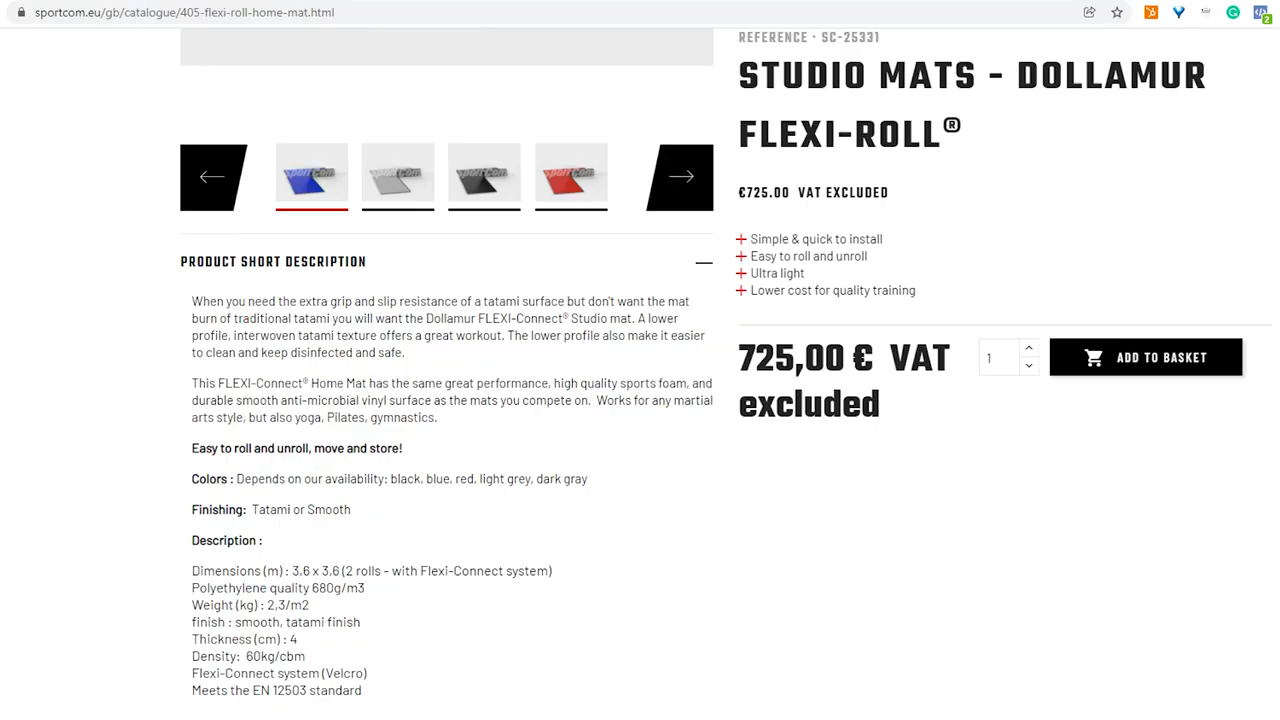 sportcom.eu/gb/catalogue/405-flexi-roll-home-mat.html
2
REFERENCE · SC-25331
STUDIO MATS - DOLLAMUR
FLEXI-ROLL®
€725.00 VAT EXCLUDED
Simple & quick to install
Easy to roll and unroll
Ultra light
Lower cost for quality training
725,00 € VAT
excluded
1
ADD TO BASKET
PRODUCT SHORT DESCRIPTION
When you need the extra grip and slip resistance of a tatami surface but don't want the mat
burn of traditional tatami you will want the Dollamur FLEXI-Connect® Studio mat. A lower
profile, interwoven tatami texture offers a great workout. The lower profile also make it easier
to clean and keep disinfected and safe.
This FLEXI-Connect® Home Mat has the same great performance, high quality sports foam, and
durable smooth anti-microbial vinyl surface as the mats you compete on. Works for any martial
arts style, but also yoga, Pilates, gymnastics.
Easy to roll and unroll, move and store!
Colors : Depends on our availability: black, blue, red, light grey, dark gray
Finishing: Tatami or Smooth
Description :
Dimensions (m) : 3,6 x 3,6 (2 rolls - with Flexi-Connect system)
Polyethylene quality 680g/m3
Weight (kg) : 2,3/m2
finish : smooth, tatami finish
Thickness (cm) : 4
Density: 60kg/cbm
Flexi-Connect system (Velcro)
Meets the EN 12503 standard